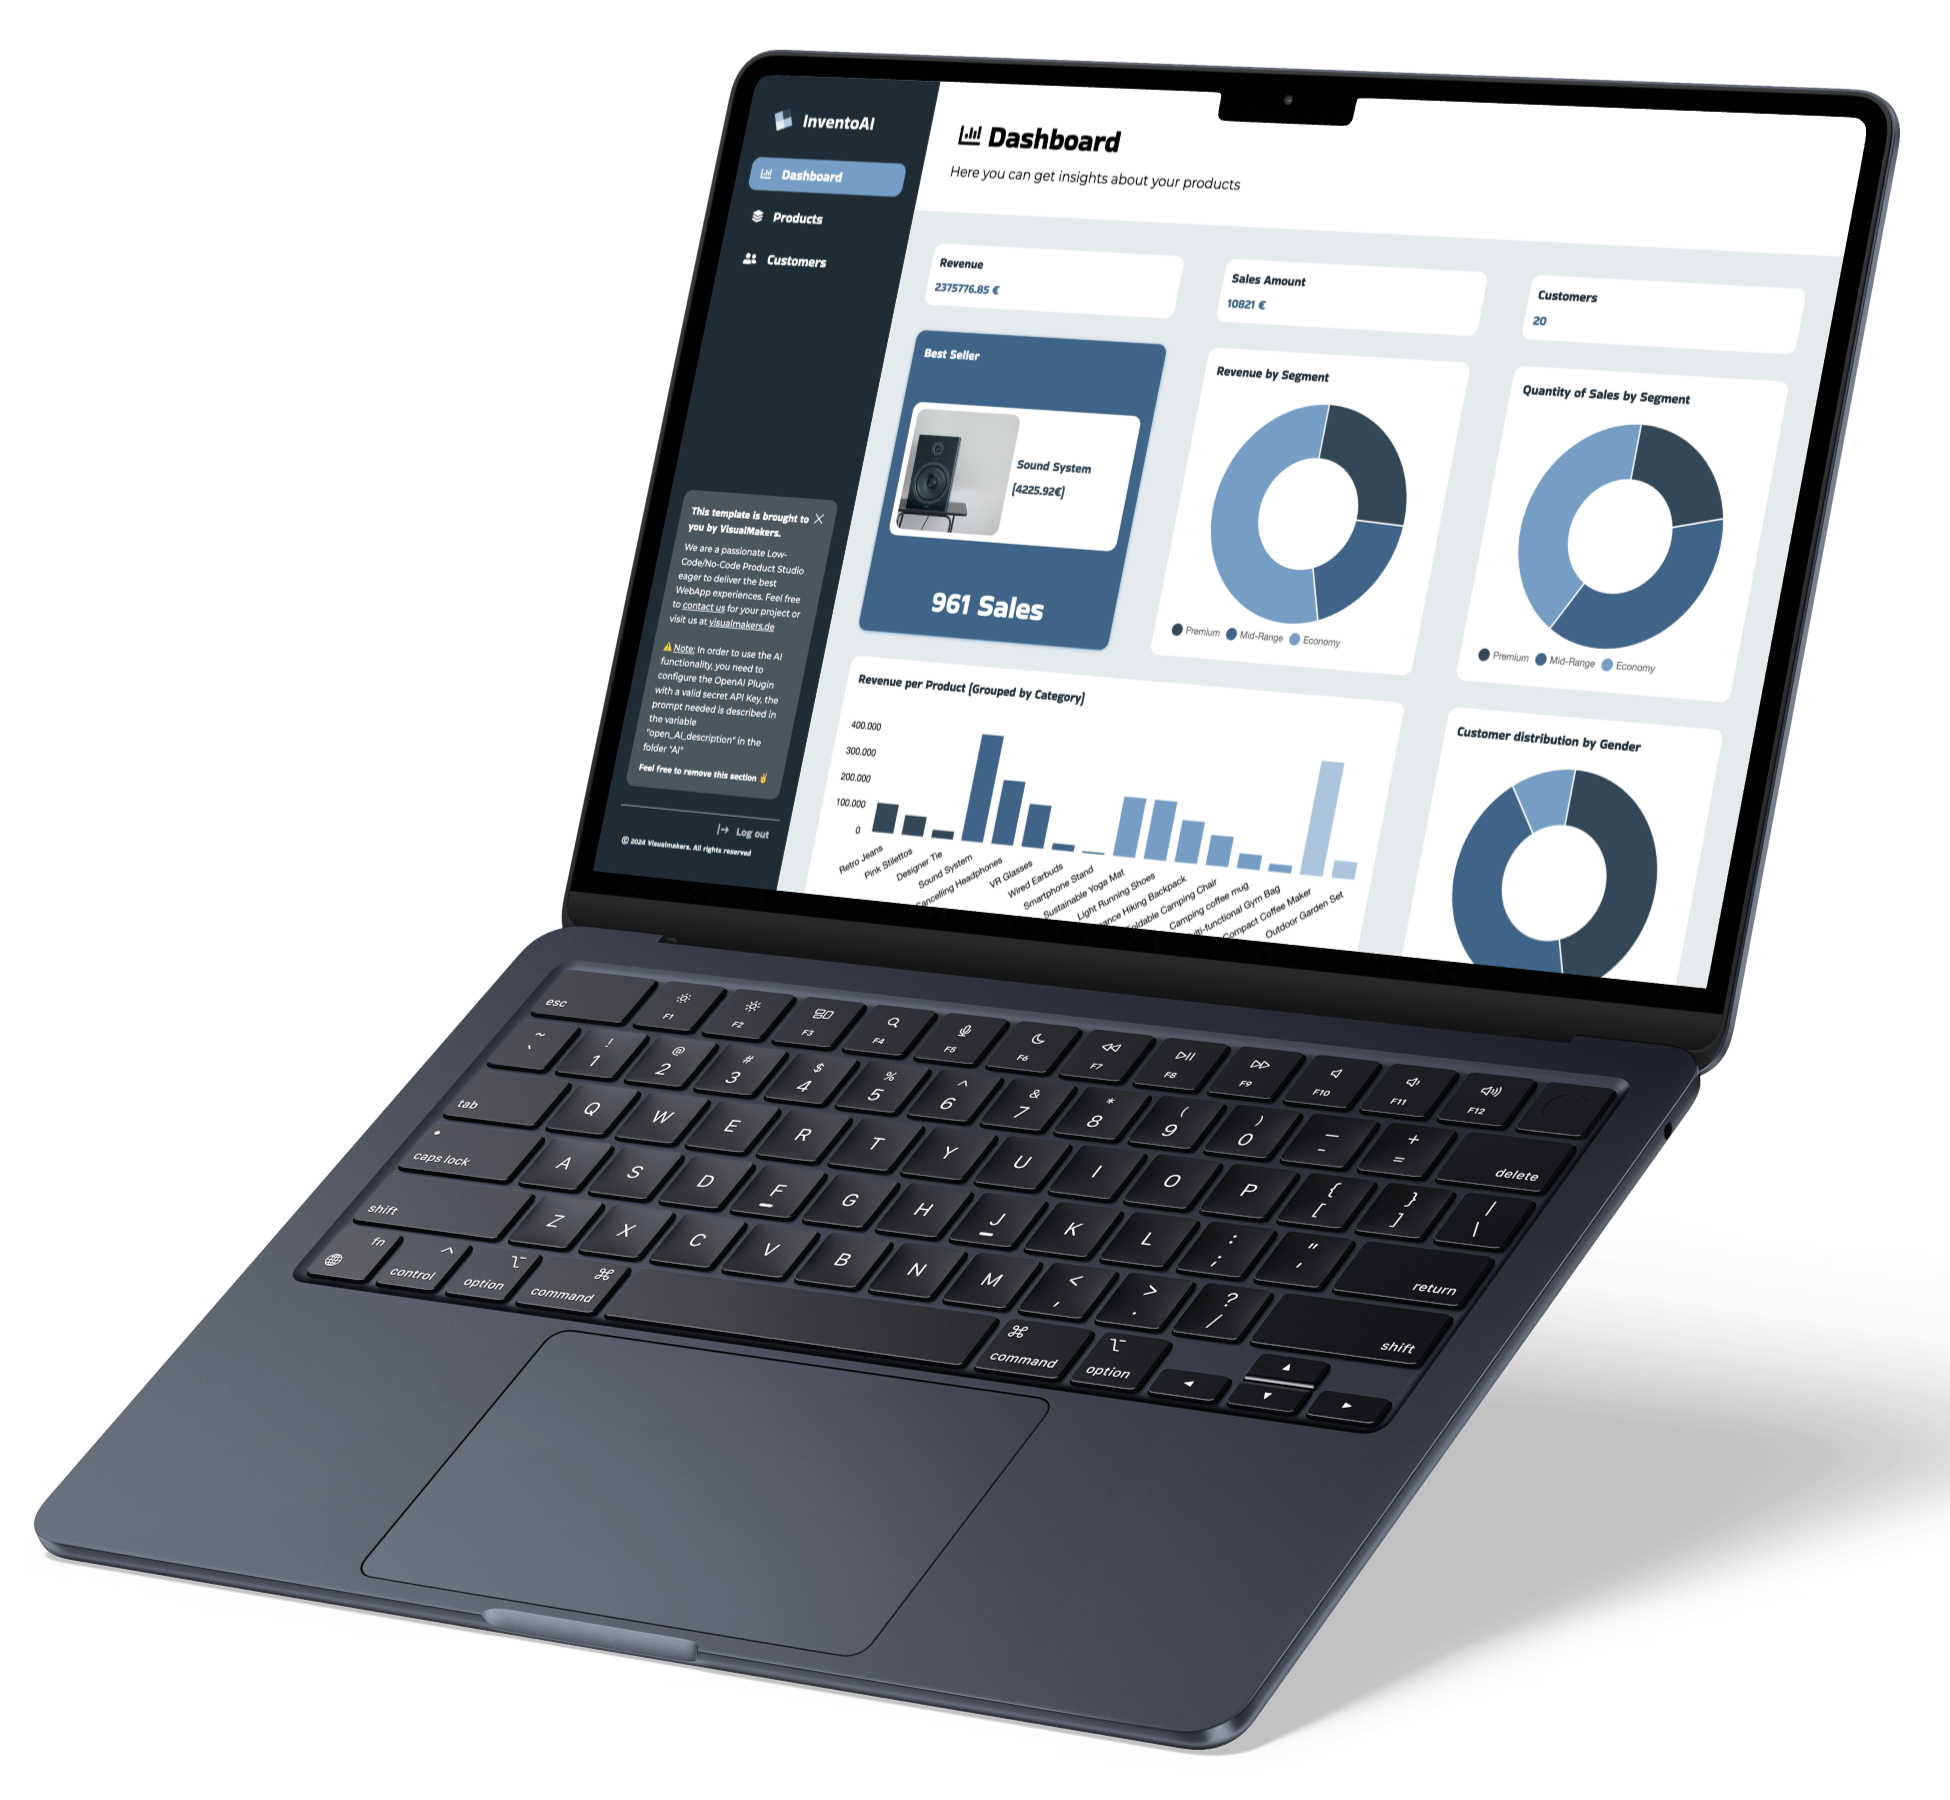 InventoAI
Dashboard
Products
Customers
This template is brought to
you by VisualMakers.
We are a passionate Low-
Code/No-Code Product Studio
eager to deliver the best
WebApp experiences. Feel free
to contact us for your project or
visit us at visualmakers.de
⚠️ Note: In order to use the AI
functionality, you need to
configure the OpenAI Plugin
with a valid secret API Key, the
prompt needed is described in
the variable
"open_AI_description" in the
folder "AI"
Feel free to remove this section ✌️
Log out
© 2024 Visualmakers. All rights reserved
Dashboard
Here you can get insights about your products
Revenue
2375776.85 €
Sales Amount
10821 €
Customers
20
Best Seller
Sound System
(4225.92€)
961 Sales
Revenue by Segment
Premium Mid-Range Economy
Quantity of Sales by Segment
Premium Mid-Range Economy
Revenue per Product (Grouped by Category)
400.000
300.000
200.000
100.000
0
Retro Jeans
Pink Stilettos
Designer Tie
Sound System
Cancelling Headphones
VR Glasses
Wired Earbuds
Smartphone Stand
Sustainable Yoga Mat
Light Running Shoes
Hiking Backpack
Foldable Camping Chair
Camping coffee mug
Gym Bag
Compact Coffee Maker
Outdoor Garden Set
Customer distribution by Gender
esc F1 F2 F3 F4 F5 F6 F7 F8 F9 F10 F11 F12
~ ` ! 1 @ 2 # 3 $ 4 % 5 ^ 6 & 7 * 8 ( 9 ) 0 — - + = delete
tab Q W E R T Y U I O P { [ } ] | \
caps lock A S D F G H J K L : ; " ' return
shift Z X C V B N M < , > . ? / shift
fn control option command command option